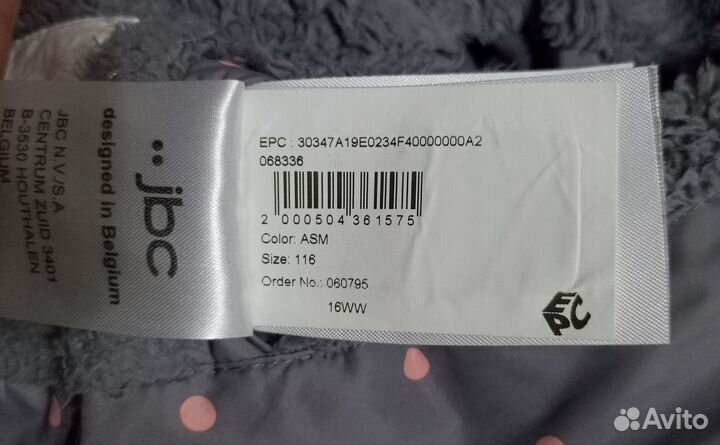 ..jbc
designed in Belgium
JBC N.V./S.A
CENTRUM ZUID 3401
B-3530 HOUTHALEN
BELGIUM
EPC : 30347A19E0234F40000000A2
068336
2 000504 361575
Color: ASM
Size: 116
Order No.: 060795
16WW
EPC
Avito